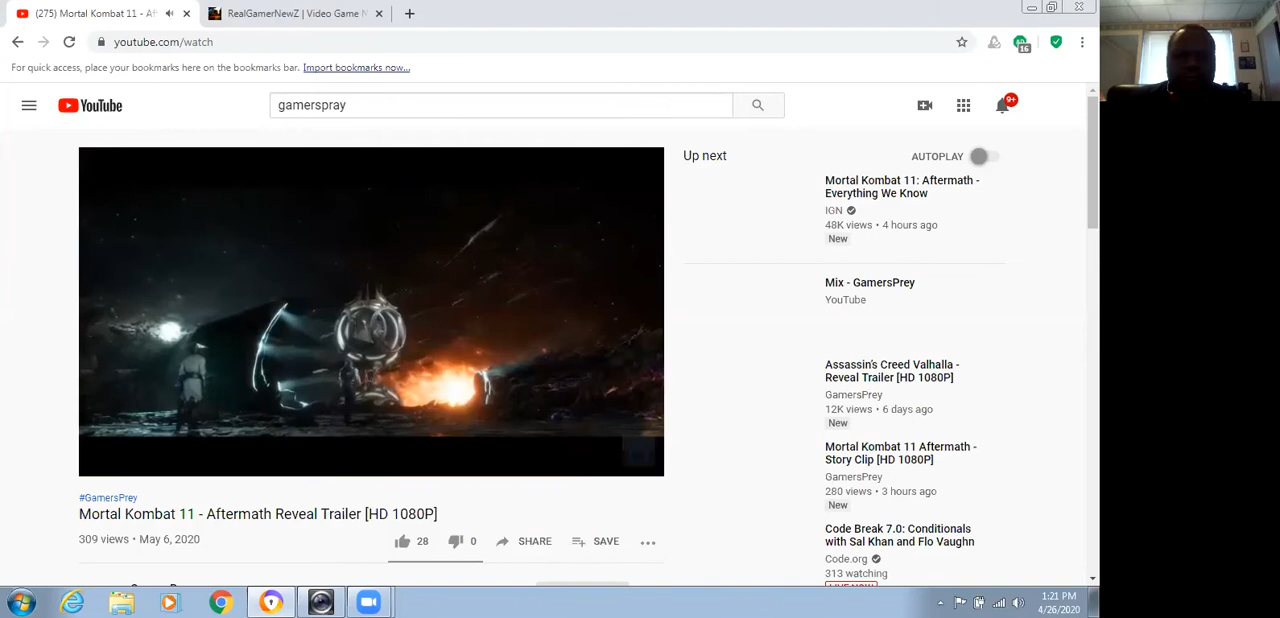 (275) Mortal Kombat 11 - Af
RealGamerNewZ | Video Game N
youtube.com/watch
16
For quick access, place your bookmarks here on the bookmarks bar. Import bookmarks now...
YouTube
gamerspray
9+
Up next
AUTOPLAY
Mortal Kombat 11: Aftermath -
Everything We Know
IGN
48K views • 4 hours ago
New
Mix - GamersPrey
YouTube
Assassin's Creed Valhalla -
Reveal Trailer [HD 1080P]
GamersPrey
12K views • 6 days ago
New
Mortal Kombat 11 Aftermath -
Story Clip [HD 1080P]
GamersPrey
280 views • 3 hours ago
New
Code Break 7.0: Conditionals
with Sal Khan and Flo Vaughn
Code.org
313 watching
LIVE NOW
#GamersPrey
Mortal Kombat 11 - Aftermath Reveal Trailer [HD 1080P]
309 views • May 6, 2020
28
0
SHARE
SAVE
1:21 PM
4/26/2020